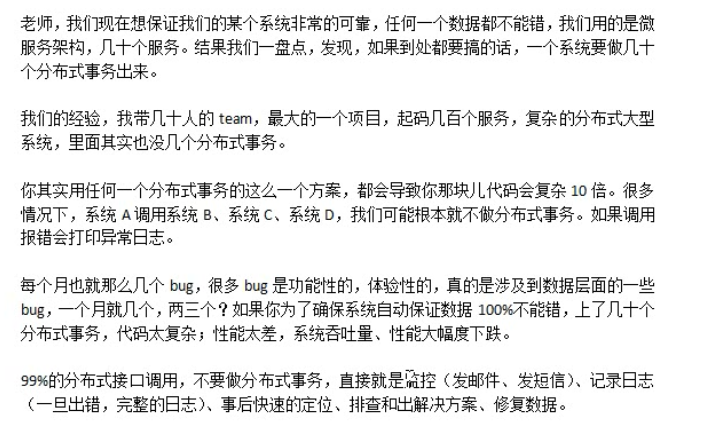 老师，我们现在想保证我们的某个系统非常的可靠，任何一个数据都不能错，我们用的是微
服务架构，几十个服务。结果我们一盘点，发现，如果到处都要搞的话，一个系统要做几十
个分布式事务出来。
我们的经验，我带几十人的 team，最大的一个项目，起码几百个服务，复杂的分布式大型
系统，里面其实也没几个分布式事务。
你其实用任何一个分布式事务的这么一个方案，都会导致你那块儿代码会复杂 10 倍。很多
情况下，系统 A 调用系统 B、系统 C、系统 D，我们可能根本就不做分布式事务。如果调用
报错会打印异常日志。
每个月也就那么几个 bug，很多 bug 是功能性的，体验性的，真的是涉及到数据层面的一些
bug，一个月就几个，两三个？如果你为了确保系统自动保证数据 100%不能错，上了几十个
分布式事务，代码太复杂；性能太差，系统吞吐量、性能大幅度下跌。
99%的分布式接口调用，不要做分布式事务，直接就是监控（发邮件、发短信）、记录日志
（一旦出错，完整的日志）、事后快速的定位、排查和出解决方案、修复数据。